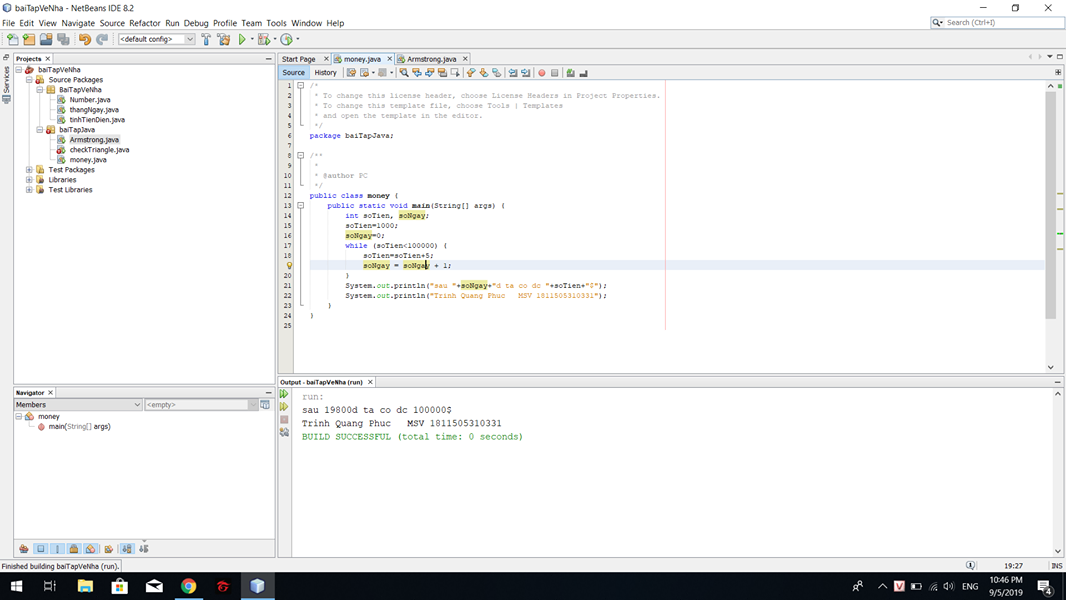 baiTapVeNha - NetBeans IDE 8.2
File Edit View Navigate Source Refactor Run Debug Profile Team Tools Window Help
Search (Ctrl+I)
<default config>
Projects
Services
baiTapVeNha
Source Packages
BaiTapVeNha
Number.java
thangNgay.java
tinhTienDien.java
baiTapJava
Armstrong.java
checkTriangle.java
money.java
Test Packages
Libraries
Test Libraries
Start Page
money.java
Armstrong.java
Source History
1 /*
2 * To change this license header, choose License Headers in Project Properties.
3 * To change this template file, choose Tools | Templates
4 * and open the template in the editor.
5 */
6 package baiTapJava;
7
8 /**
9 *
10 * @author PC
11 */
12 public class money {
13 public static void main(String[] args) {
14 int soTien, soNgay;
15 soTien=1000;
16 soNgay=0;
17 while (soTien<100000) {
18 soTien=soTien+5;
soNgay = soNgay + 1;
20 }
21 System.out.println("sau "+soNgay+"d ta co dc "+soTien+"$");
22 System.out.println("Trinh Quang Phuc   MSV 1811505310331");
23 }
24 }
25
Navigator
Members
<empty>
money
main(String[] args)
Output - baiTapVeNha (run)
run:
sau 19800d ta co dc 100000$
Trinh Quang Phuc   MSV 1811505310331
BUILD SUCCESSFUL (total time: 0 seconds)
Finished building baiTapVeNha (run).
19:27 INS
ENG
10:46 PM
9/5/2019
4